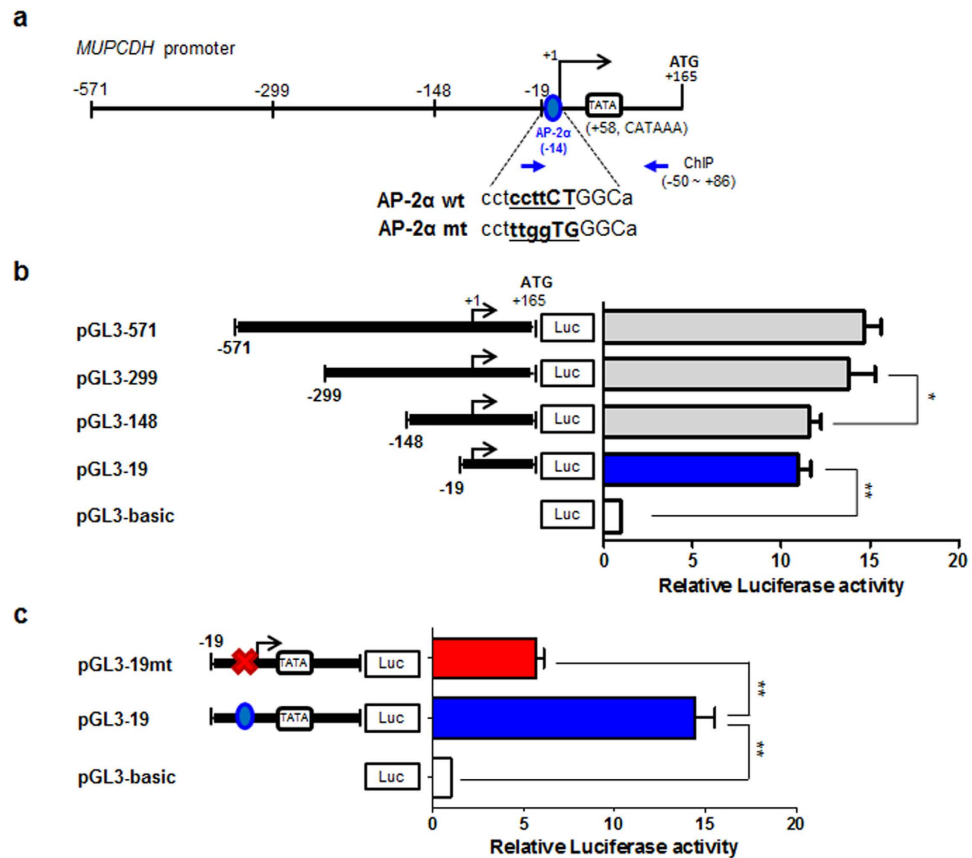 a
MUPCDH promoter
-571
-299
-148
-19
+1
ATG
+165
AP-2α
(-14)
TATA
(+58, CATAAA)
ChIP
(-50 ~ +86)
AP-2α wt cctccttCTGGCa
AP-2α mt cctttggTGGGCa
b
ATG
+1
+165
pGL3-571
-571
Luc
pGL3-299
-299
Luc
pGL3-148
-148
Luc
pGL3-19
-19
Luc
pGL3-basic
Luc
*
**
0 5 10 15 20
Relative Luciferase activity
c
-19
pGL3-19mt
TATA
Luc
pGL3-19
TATA
Luc
pGL3-basic
Luc
**
**
0 5 10 15 20
Relative Luciferase activity